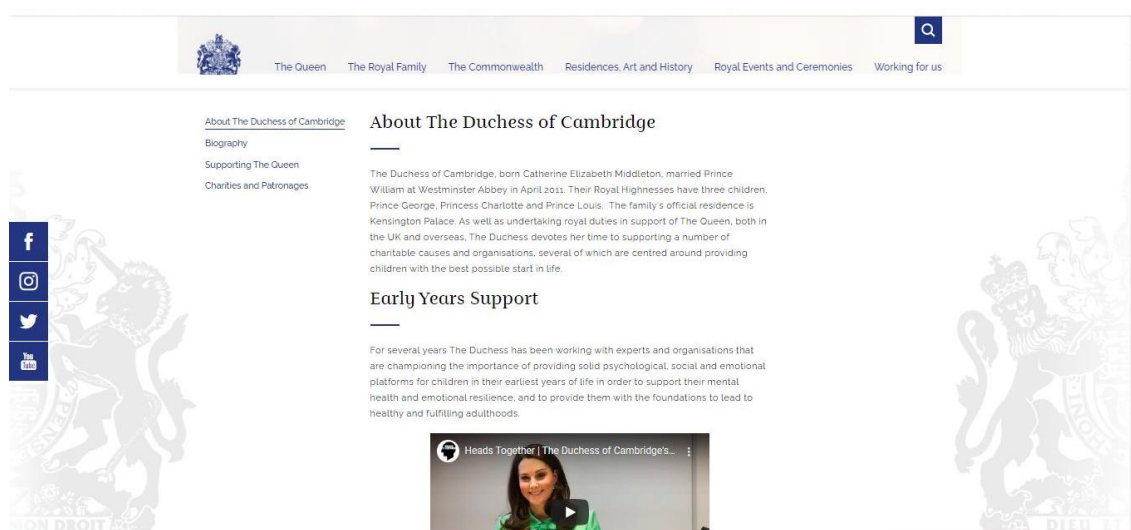 The Queen The Royal Family The Commonwealth Residences, Art and History Royal Events and Ceremonies Working for us
About The Duchess of Cambridge
Biography
Supporting The Queen
Charities and Patronages
About The Duchess of Cambridge
The Duchess of Cambridge, born Catherine Elizabeth Middleton, married Prince
William at Westminster Abbey in April 2011. Their Royal Highnesses have three children,
Prince George, Princess Charlotte and Prince Louis. The family's official residence is
Kensington Palace. As well as undertaking royal duties in support of The Queen, both in
the UK and overseas, The Duchess devotes her time to supporting a number of
charitable causes and organisations, several of which are centred around providing
children with the best possible start in life.
Early Years Support
For several years The Duchess has been working with experts and organisations that
are championing the importance of providing solid psychological, social and emotional
platforms for children in their earliest years of life in order to support their mental
health and emotional resilience, and to provide them with the foundations to lead to
healthy and fulfilling adulthoods.
Heads Together | The Duchess of Cambridge's...
You
Tube
MON DROIT
DIEU ET